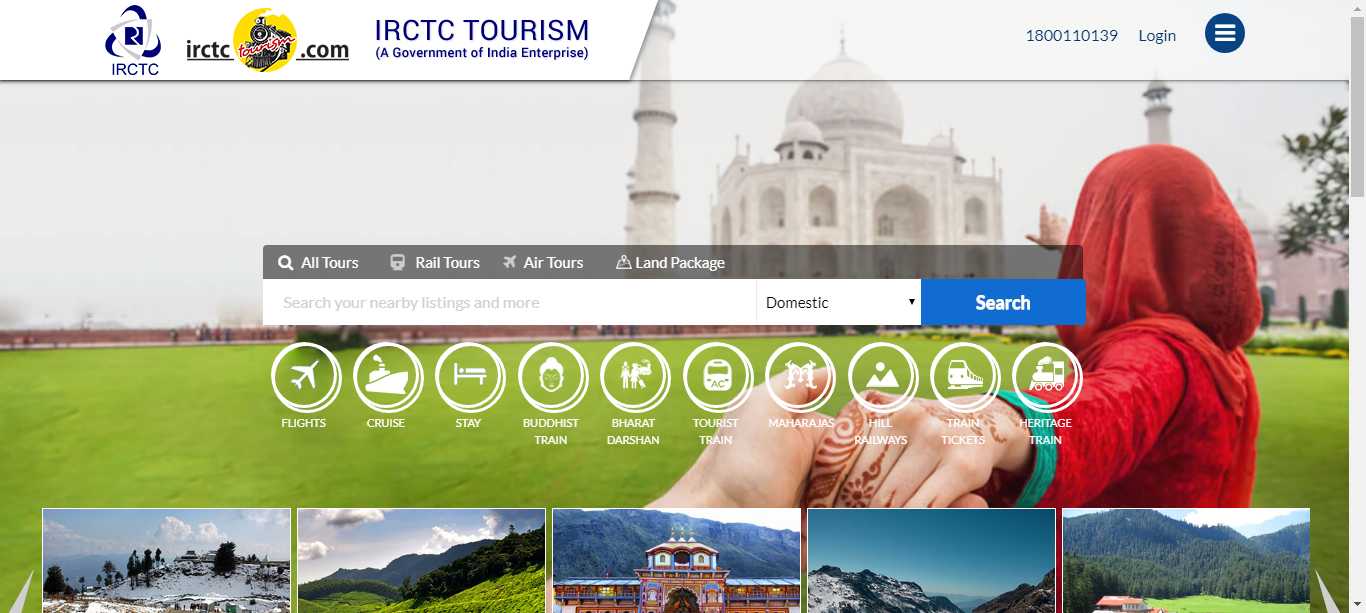 IRCTC
irctc tourism .com
IRCTC TOURISM
(A Government of India Enterprise)
1800110139
Login
All Tours
Rail Tours
Air Tours
Land Package
Search your nearby listings and more
Domestic
Search
AC
FLIGHTS
CRUISE
STAY
BUDDHIST
TRAIN
BHARAT
DARSHAN
TOURIST
TRAIN
MAHARAJAS
HILL
RAILWAYS
TRAIN
TICKETS
HERITAGE
TRAIN